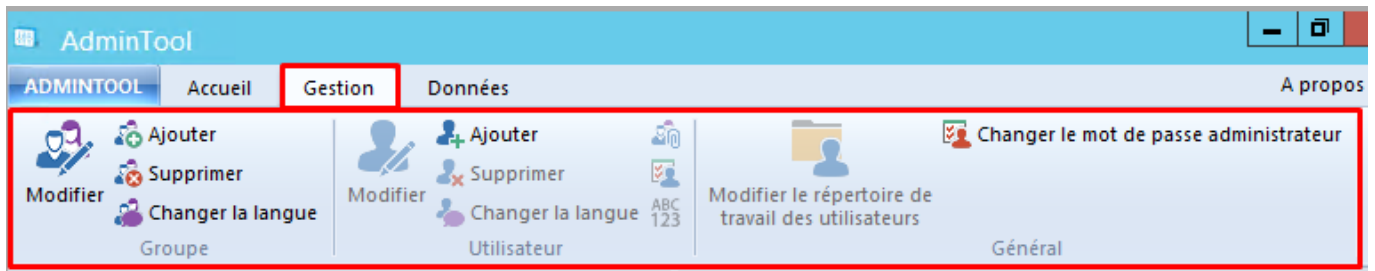 AdminTool
ADMINTOOL Accueil Gestion Données A propos
Modifier
Ajouter
Supprimer
Changer la langue
Groupe
Modifier
Ajouter
Supprimer
Changer la langue
ABC
123
Utilisateur
Modifier le répertoire de
travail des utilisateurs
Changer le mot de passe administrateur
Général